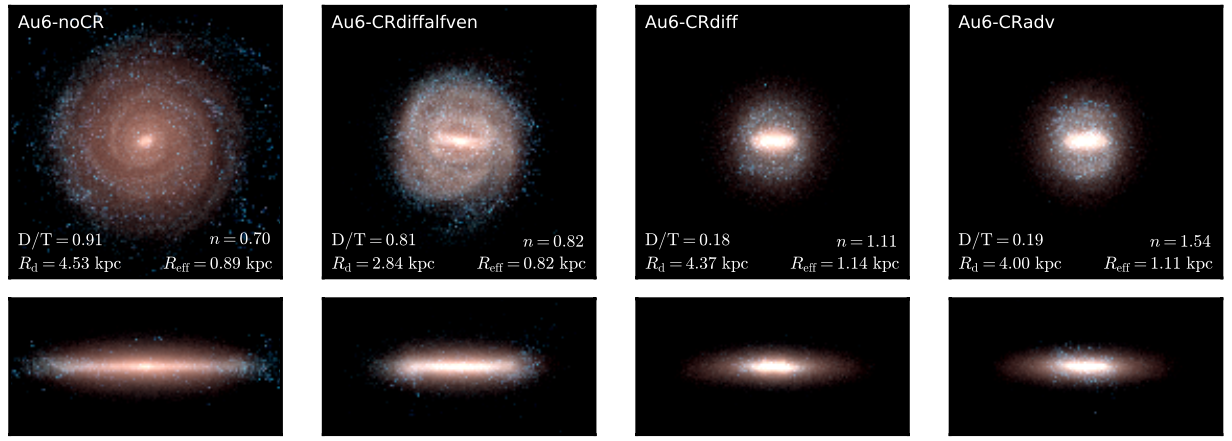 Au6-noCR
D/T = 0.91 n = 0.70
R_d = 4.53 kpc R_eff = 0.89 kpc
Au6-CRdiffalfven
D/T = 0.81 n = 0.82
R_d = 2.84 kpc R_eff = 0.82 kpc
Au6-CRdiff
D/T = 0.18 n = 1.11
R_d = 4.37 kpc R_eff = 1.14 kpc
Au6-CRadv
D/T = 0.19 n = 1.54
R_d = 4.00 kpc R_eff = 1.11 kpc